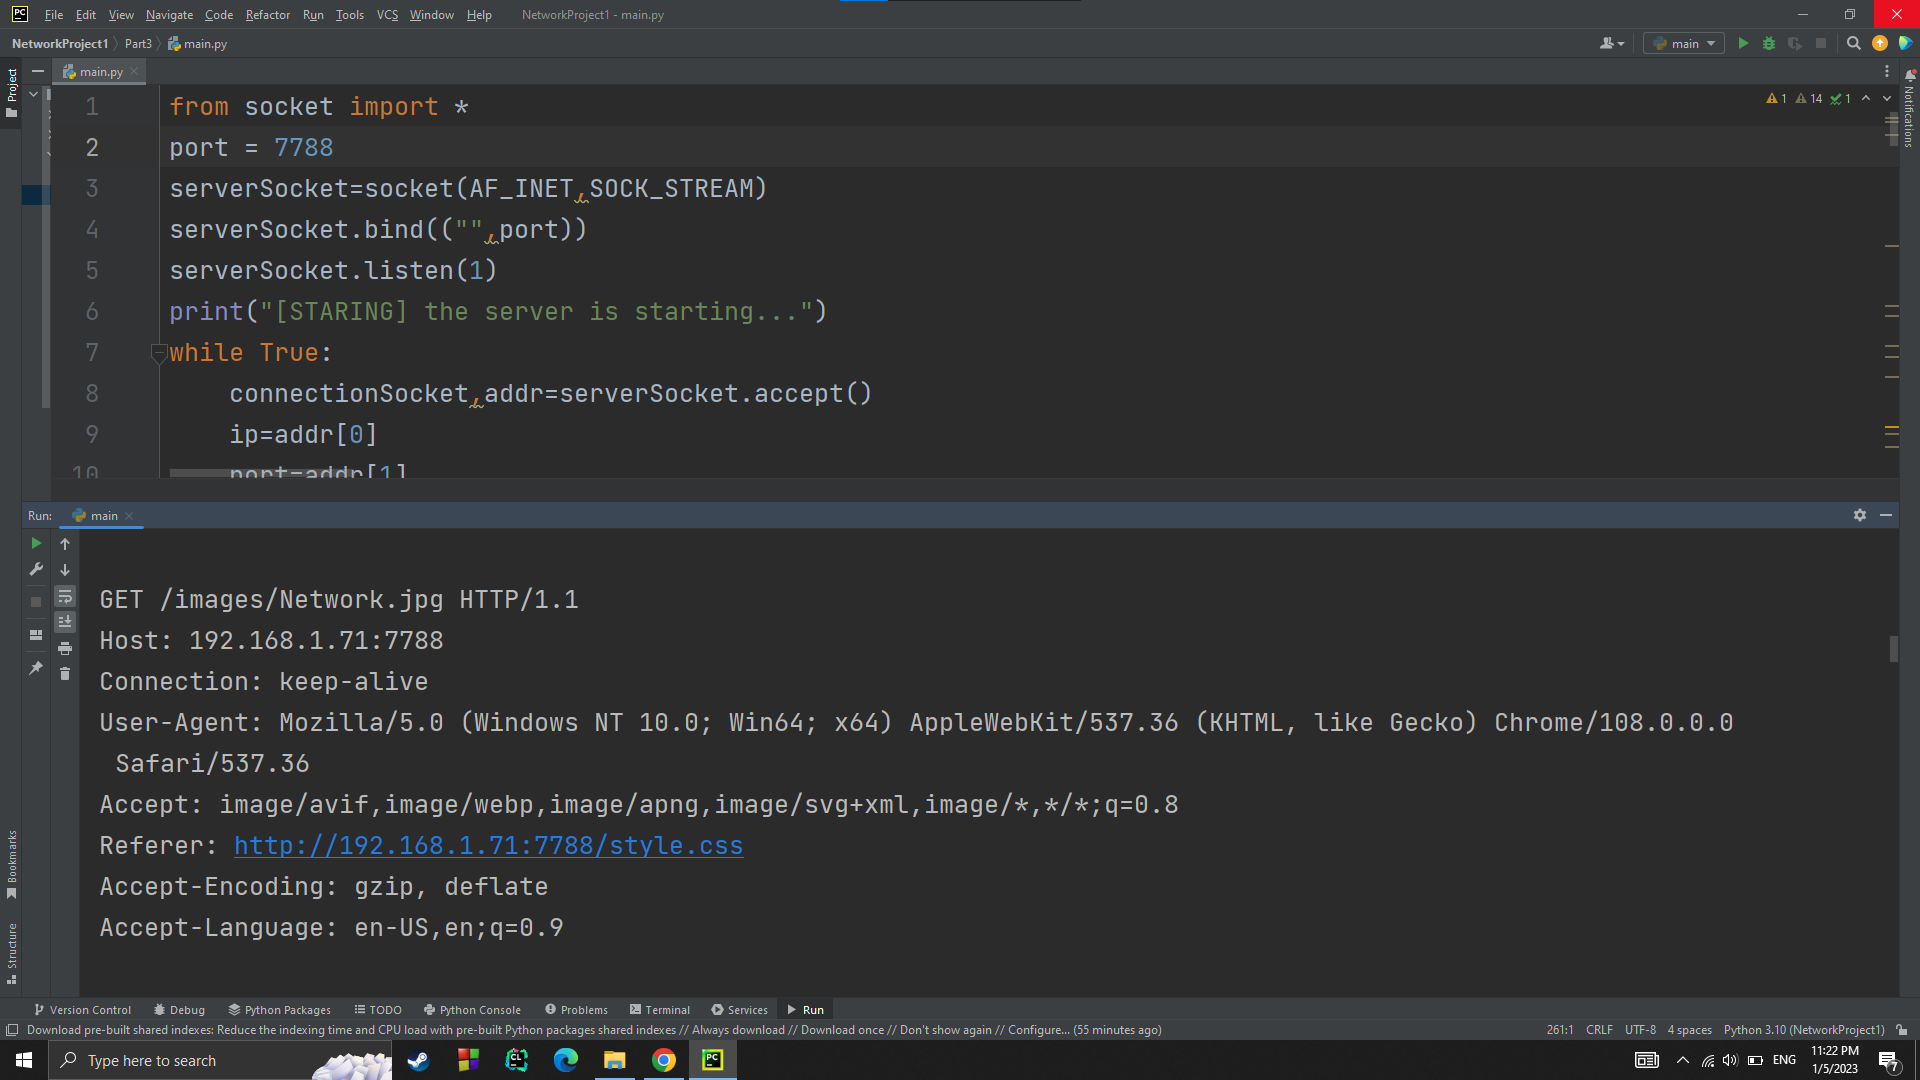 PC File Edit View Navigate Code Refactor Run Tools VCS Window Help NetworkProject1 - main.py
NetworkProject1 Part3 main.py main
Project main.py 1 14 1
Notifications
1 from socket import *
2 port = 7788
3 serverSocket=socket(AF_INET,SOCK_STREAM)
4 serverSocket.bind(("",port))
5 serverSocket.listen(1)
6 print("[STARING] the server is starting...")
7 while True:
8 connectionSocket,addr=serverSocket.accept()
9 ip=addr[0]
10 port=addr[1]
Run: main
GET /images/Network.jpg HTTP/1.1
Host: 192.168.1.71:7788
Connection: keep-alive
User-Agent: Mozilla/5.0 (Windows NT 10.0; Win64; x64) AppleWebKit/537.36 (KHTML, like Gecko) Chrome/108.0.0.0
Safari/537.36
Accept: image/avif,image/webp,image/apng,image/svg+xml,image/*,*/*;q=0.8
Referer: http://192.168.1.71:7788/style.css
Accept-Encoding: gzip, deflate
Accept-Language: en-US,en;q=0.9
Bookmarks
Structure
Version Control Debug Python Packages TODO Python Console Problems Terminal Services Run
Download pre-built shared indexes: Reduce the indexing time and CPU load with pre-built Python packages shared indexes // Always download // Download once // Don't show again // Configure... (55 minutes ago) 261:1 CRLF UTF-8 4 spaces Python 3.10 (NetworkProject1)
Type here to search CL PC ENG 11:22 PM
1/5/2023 7